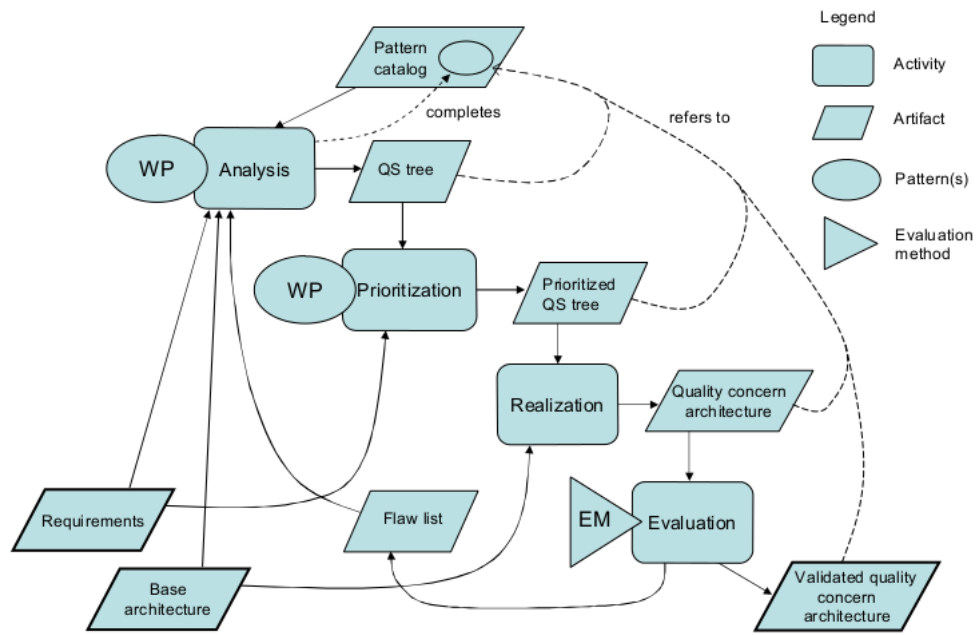 Legend
Pattern
catalog
Activity
completes
refers to
Artifact
WP
Analysis
QS tree
Pattern(s)
Evaluation
method
WP
Prioritization
Prioritized
QS tree
Realization
Quality concern
architecture
Requirements
Flaw list
EM
Evaluation
Base
architecture
Validated quality
concern
architecture